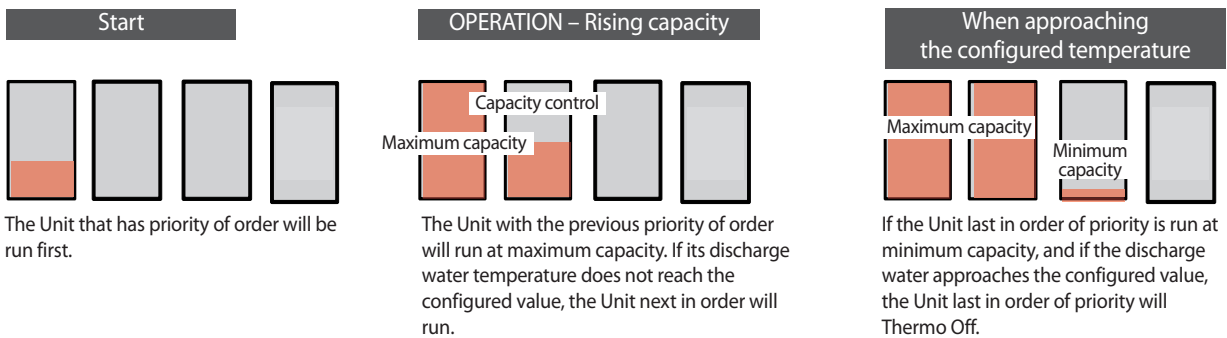 Start
The Unit that has priority of order will be
run first.
OPERATION – Rising capacity
Capacity control
Maximum capacity
The Unit with the previous priority of order
will run at maximum capacity. If its discharge
water temperature does not reach the
configured value, the Unit next in order will
run.
When approaching
the configured temperature
Maximum capacity
Minimum
capacity
If the Unit last in order of priority is run at
minimum capacity, and if the discharge
water approaches the configured value,
the Unit last in order of priority will
Thermo Off.